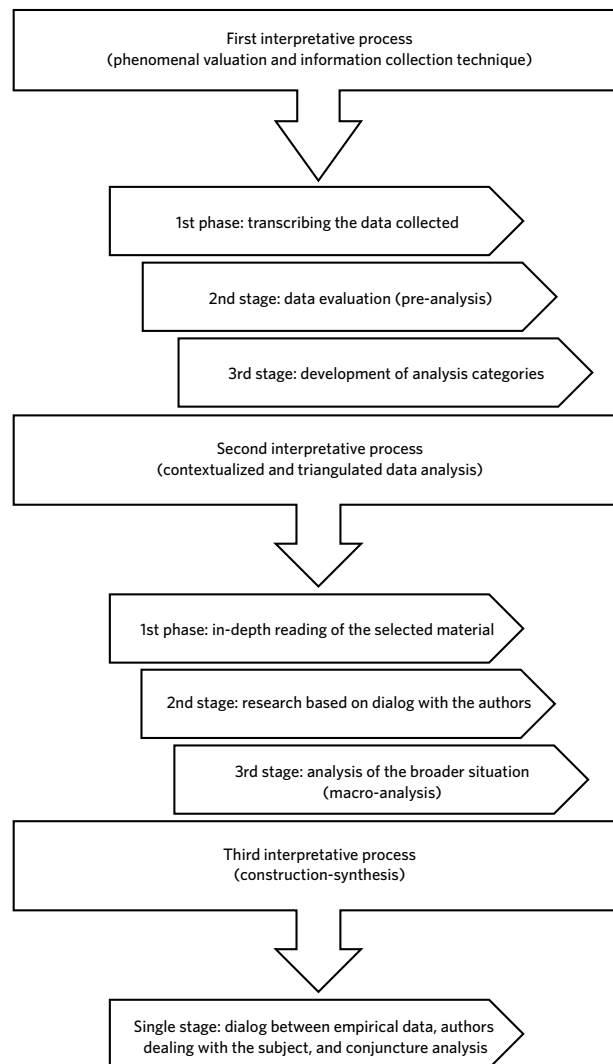 First interpretative process
(phenomenal valuation and information collection technique)
1st phase: transcribing the data collected
2nd stage: data evaluation (pre-analysis)
3rd stage: development of analysis categories
Second interpretative process
(contextualized and triangulated data analysis)
1st phase: in-depth reading of the selected material
2nd stage: research based on dialog with the authors
3rd stage: analysis of the broader situation
(macro-analysis)
Third interpretative process
(construction-synthesis)
Single stage: dialog between empirical data, authors
dealing with the subject, and conjuncture analysis